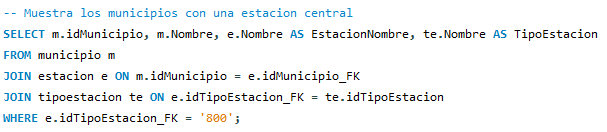 -- Muestra los municipios con una estacion central
SELECT m.idMunicipio, m.Nombre, e.Nombre AS EstacionNombre, te.Nombre AS TipoEstacion
FROM municipio m
JOIN estacion e ON m.idMunicipio = e.idMunicipio_FK
JOIN tipoestacion te ON e.idTipoEstacion_FK = te.idTipoEstacion
WHERE e.idTipoEstacion_FK = '800';